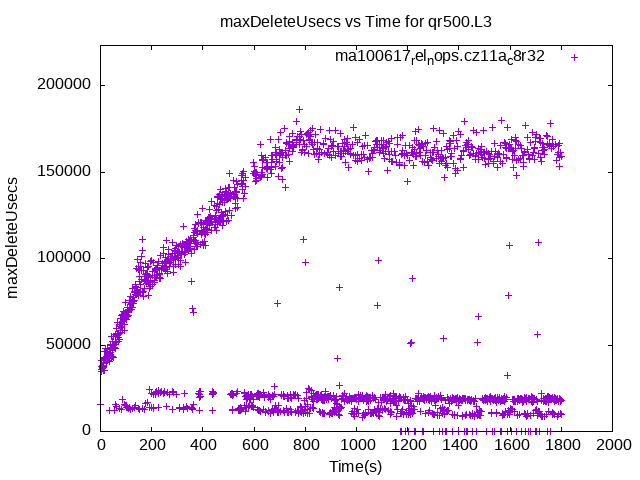 maxDeleteUsecs vs Time for qr500.L3
ma100617relnops.cz11ac8r32
maxDeleteUsecs
200000
150000
100000
50000
0
0 200 400 600 800 1000 1200 1400 1600 1800 2000
Time(s)